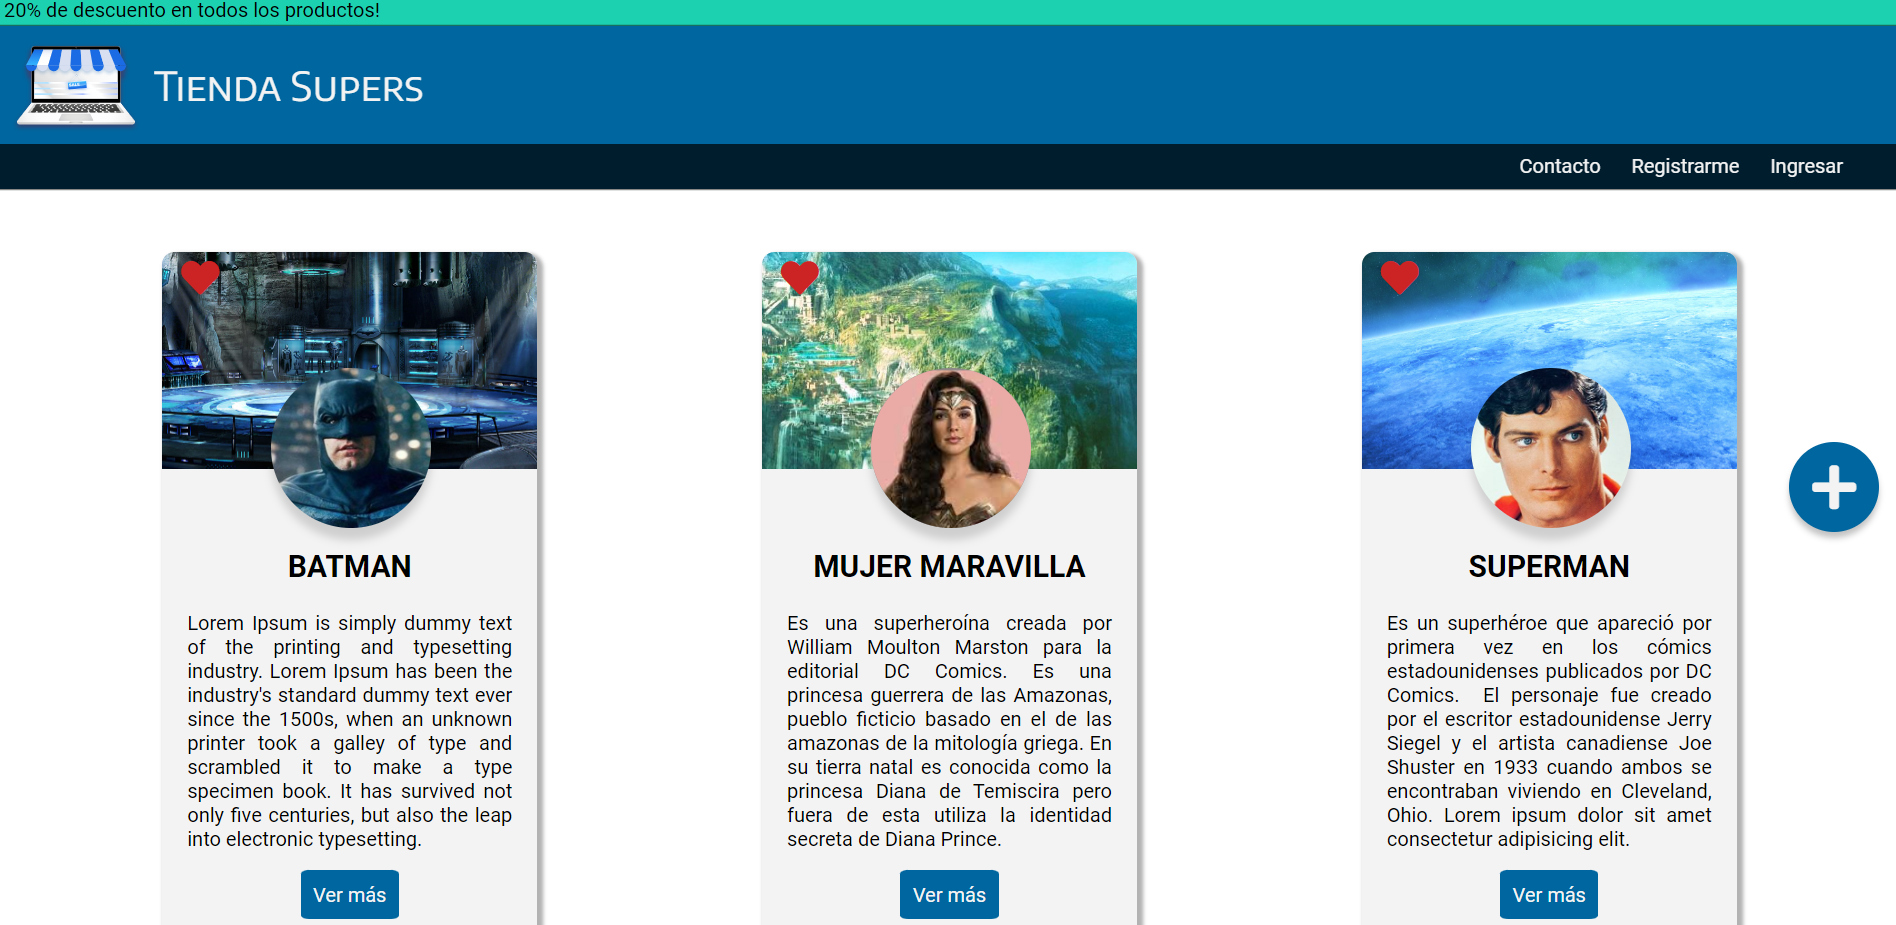 20% de descuento en todos los productos!
TIENDA SUPERS
Contacto Registrarme Ingresar
BATMAN
Lorem Ipsum is simply dummy text
of the printing and typesetting
industry. Lorem Ipsum has been the
industry's standard dummy text ever
since the 1500s, when an unknown
printer took a galley of type and
scrambled it to make a type
specimen book. It has survived not
only five centuries, but also the leap
into electronic typesetting.
Ver más
MUJER MARAVILLA
Es una superheroína creada por
William Moulton Marston para la
editorial DC Comics. Es una
princesa guerrera de las Amazonas,
pueblo ficticio basado en el de las
amazonas de la mitología griega. En
su tierra natal es conocida como la
princesa Diana de Temiscira pero
fuera de esta utiliza la identidad
secreta de Diana Prince.
Ver más
SUPERMAN
Es un superhéroe que apareció por
primera vez en los cómics
estadounidenses publicados por DC
Comics. El personaje fue creado
por el escritor estadounidense Jerry
Siegel y el artista canadiense Joe
Shuster en 1933 cuando ambos se
encontraban viviendo en Cleveland,
Ohio. Lorem ipsum dolor sit amet
consectetur adipisicing elit.
Ver más